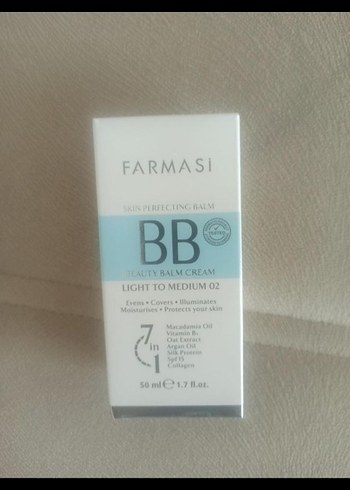 FARMASİ
SKIN PERFECTING BALM
BB
BEAUTY BALM CREAM
LIGHT TO MEDIUM 02
Evens • Covers • Illuminates
Moisturises • Protects your skin
7 in 1
Macadamia Oil
Vitamin B5
Oat Extract
Argan Oil
Silk Protein
Spf 15
Collagen
50 ml ℮ 1.7 fl.oz.